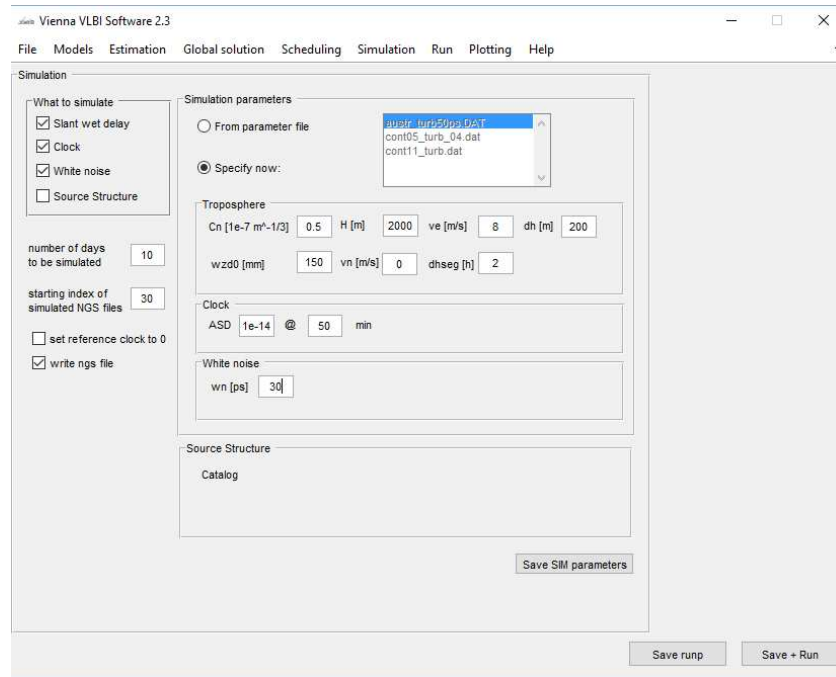 Vienna VLBI Software 2.3
File Models Estimation Global solution Scheduling Simulation Run Plotting Help
Simulation
What to simulate
Slant wet delay
Clock
White noise
Source Structure
number of days
to be simulated
10
starting index of
simulated NGS files
30
set reference clock to 0
write ngs file
Simulation parameters
From parameter file
austr_turb50ps.DAT
cont05_turb_04.dat
cont11_turb.dat
Specify now:
Troposphere
Cn [1e-7 m^-1/3] 0.5 H [m] 2000 ve [m/s] 8 dh [m] 200
wzd0 [mm] 150 vn [m/s] 0 dhseg [h] 2
Clock
ASD 1e-14 @ 50 min
White noise
wn [ps] 30
Source Structure
Catalog
Save SIM parameters
Save runp Save + Run